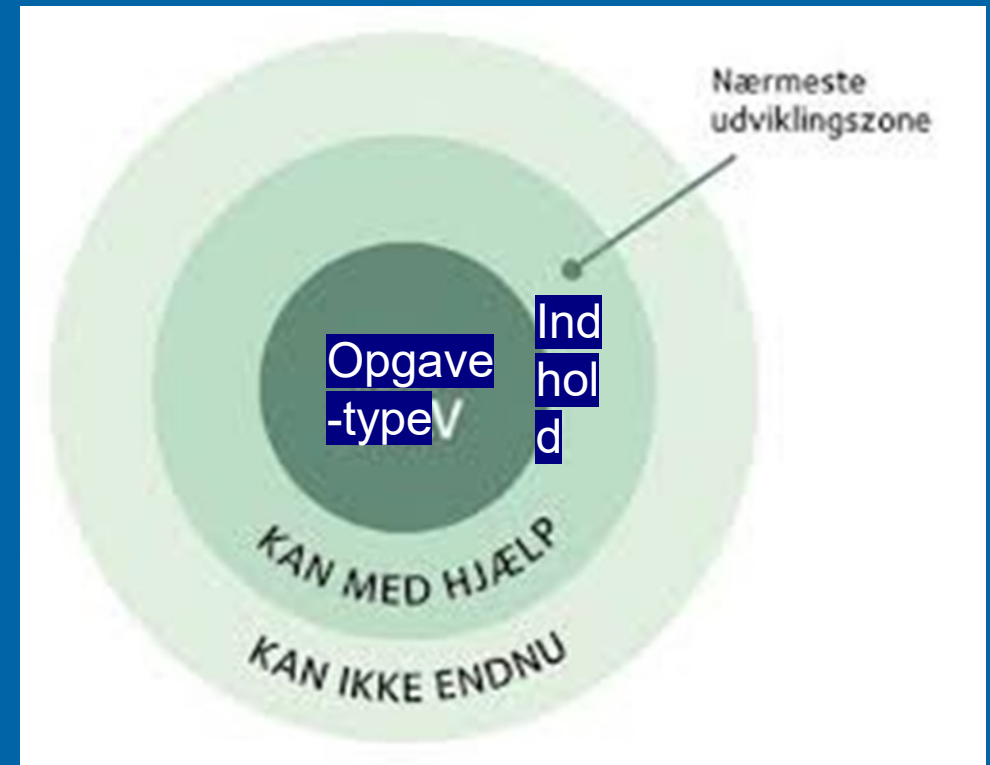 Nærmeste
udviklingszone
Opgave
-typeV
Ind
hol
d
KAN MED HJÆLP
KAN IKKE ENDNU